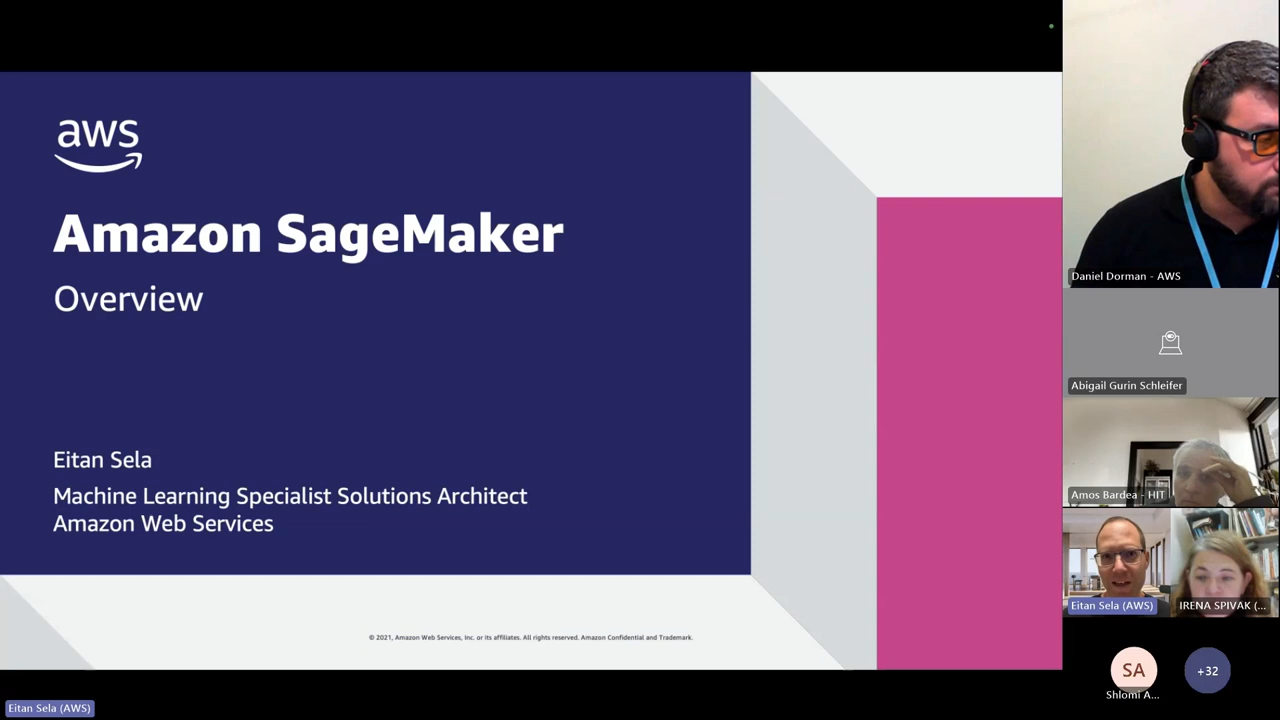 aws
Amazon SageMaker
Overview
Eitan Sela
Machine Learning Specialist Solutions Architect
Amazon Web Services
© 2021, Amazon Web Services, Inc. or its affiliates. All rights reserved. Amazon Confidential and Trademark.
Daniel Dorman - AWS
Abigail Gurin Schleifer
Amos Bardea - HIT
Eitan Sela (AWS)
IRENA SPIVAK (...
SA
+32
Shlomi A...
Eitan Sela (AWS)